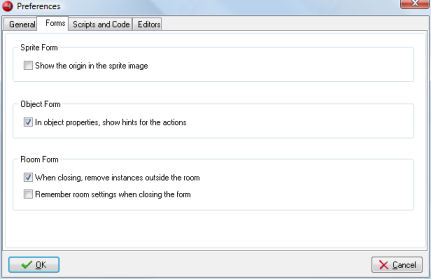 Preferences
General Forms Scripts and Code Editors
Sprite Form
Show the origin in the sprite image
Object Form
In object properties, show hints for the actions
Room Form
When closing, remove instances outside the room
Remember room settings when closing the form
OK Cancel